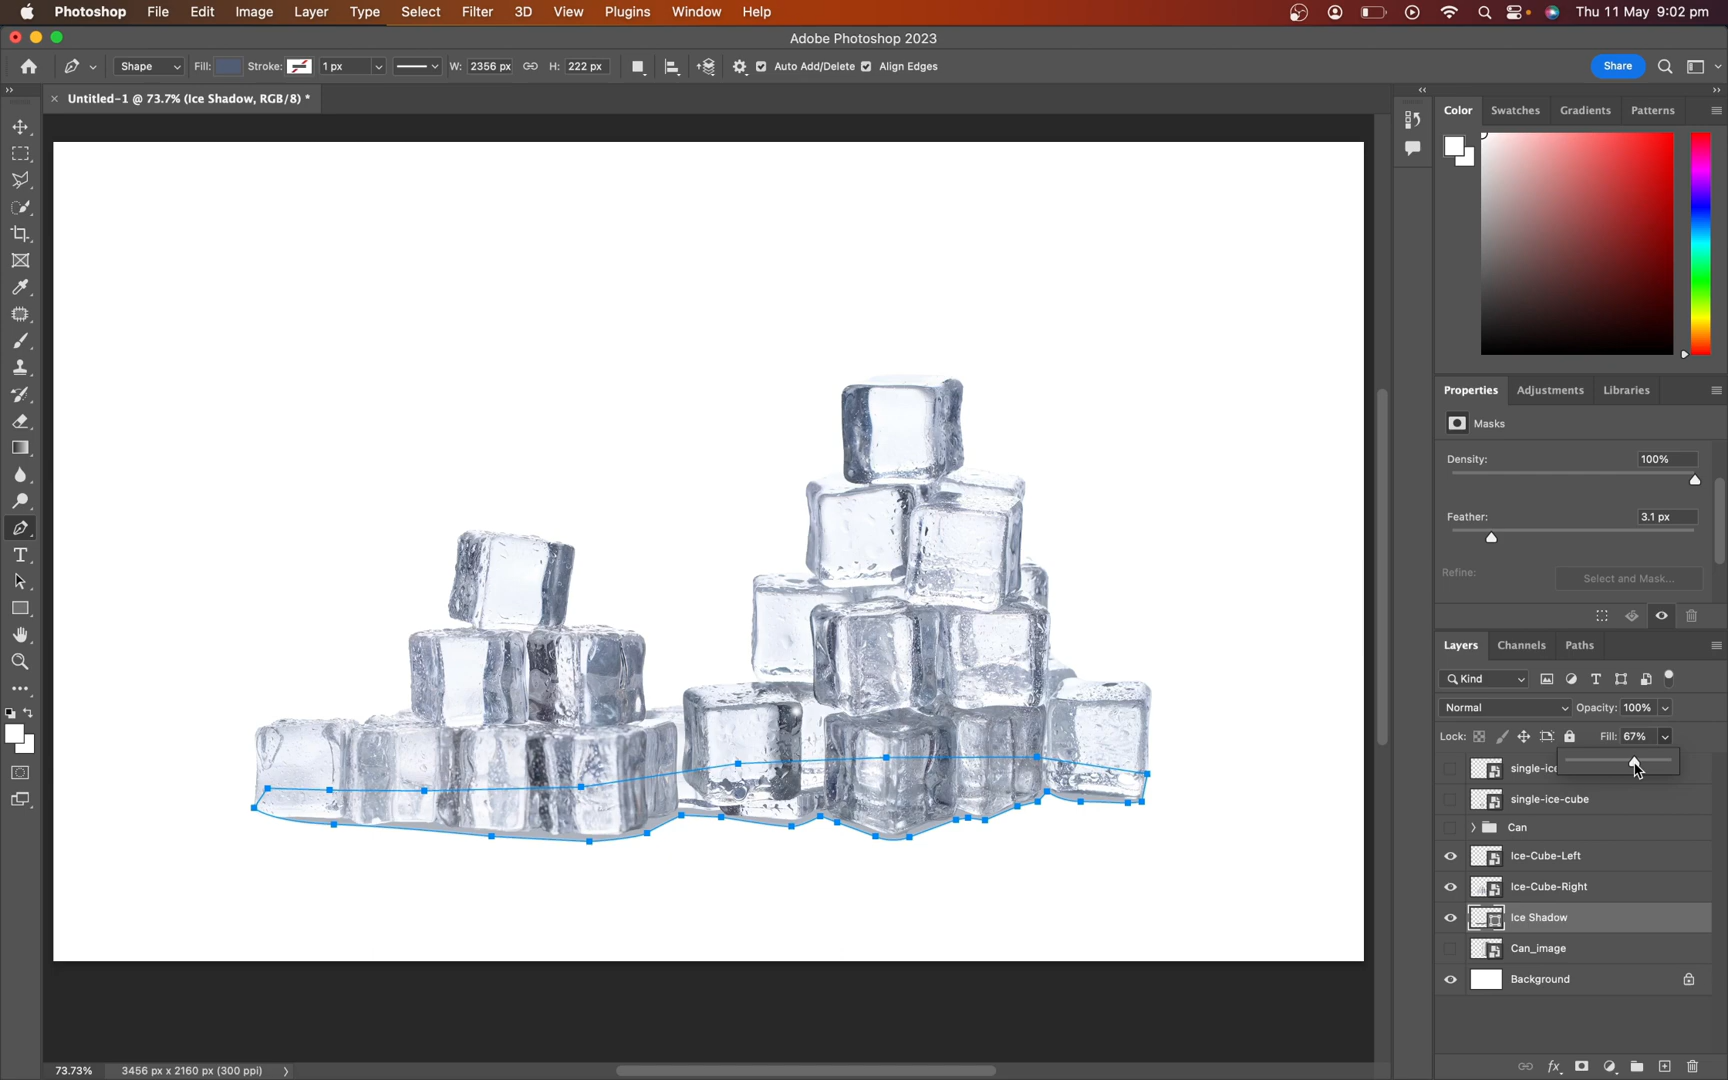 Photoshop File Edit Image Layer Type Select Filter 3D View Plugins Window Help Thu 11 May 9:02 pm
Adobe Photoshop 2023
Shape Fill: Stroke: 1 px W: 2356 px H: 222 px Auto Add/Delete Align Edges Share
Untitled-1 @ 73.7% (Ice Shadow, RGB/8) *
Color Swatches Gradients Patterns
Properties Adjustments Libraries
Masks
Density: 100%
Feather: 3.1 px
Refine: Select and Mask...
Layers Channels Paths
Kind
Normal Opacity: 100%
Lock: Fill: 67%
single-ice
single-ice-cube
Can
Ice-Cube-Left
Ice-Cube-Right
Ice Shadow
Can_image
Background
73.73% 3456 px x 2160 px (300 ppi)